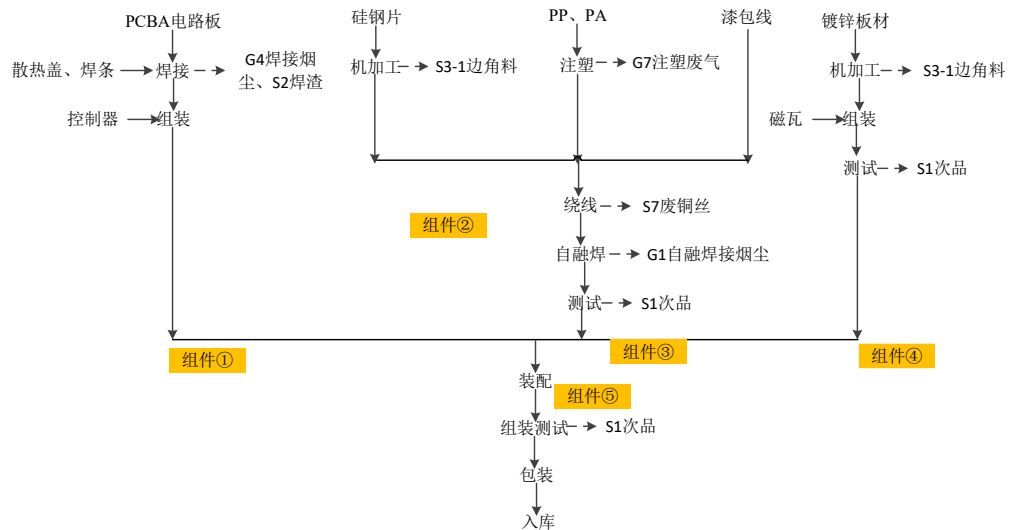 PCBA电路板
硅钢片
PP、PA
漆包线
镀锌板材
散热盖、焊条
焊接
G4焊接烟
尘、S2焊渣
机加工
S3-1边角料
注塑
G7注塑废气
机加工
S3-1边角料
控制器
组装
磁瓦
组装
测试
S1次品
绕线
S7废铜丝
组件②
自融焊
G1自融焊接烟尘
测试
S1次品
组件①
组件③
组件④
装配
组件⑤
组装测试
S1次品
包装
入库